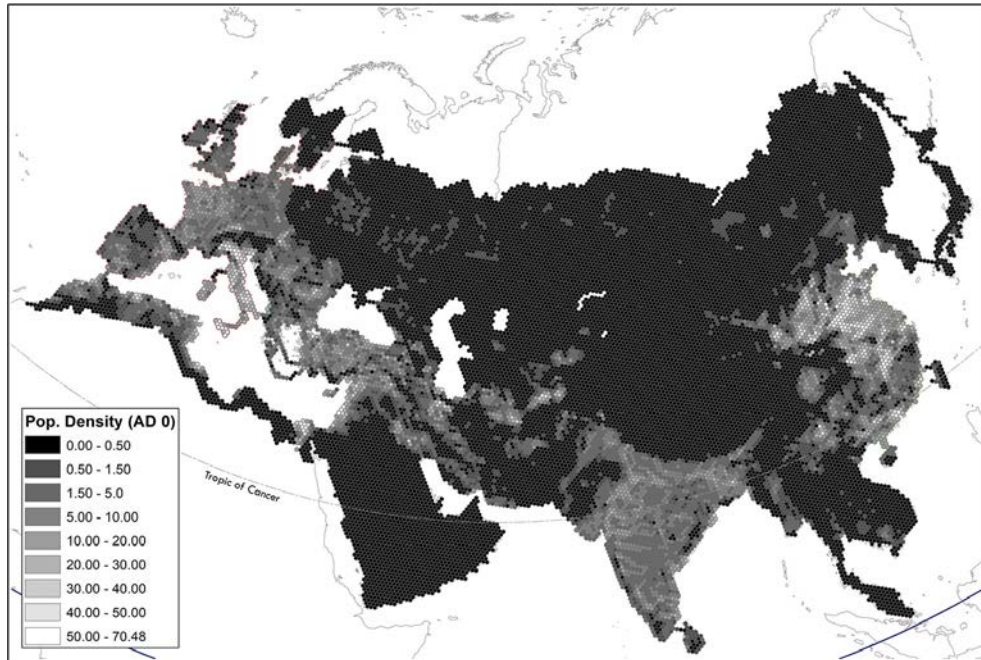 Pop. Density (AD 0)
0.00 - 0.50
0.50 - 1.50
1.50 - 5.0
5.00 - 10.00
10.00 - 20.00
20.00 - 30.00
30.00 - 40.00
40.00 - 50.00
50.00 - 70.48
Tropic of Cancer